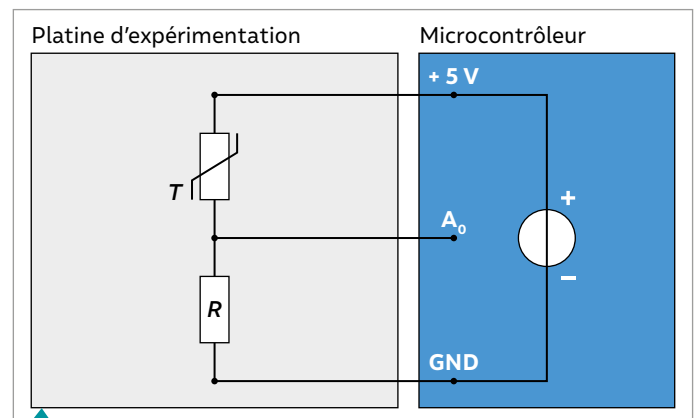 Platine d’expérimentation
Microcontrôleur
+ 5 V
T
A₀
+
–
R
GND